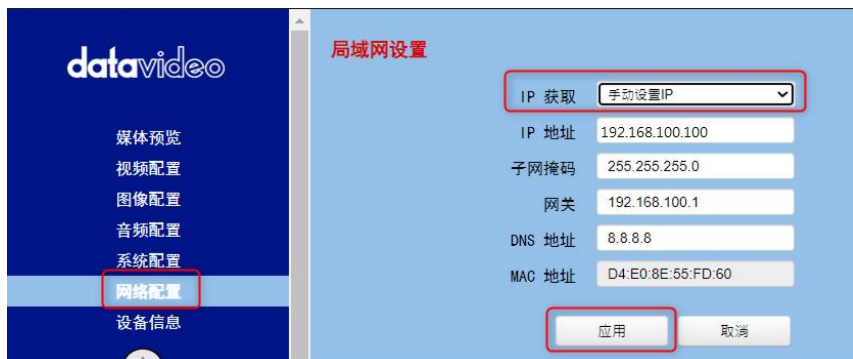 datavideo
媒体预览
视频配置
图像配置
音频配置
系统配置
网络配置
设备信息
局域网设置
IP 获取 手动设置IP
IP 地址 192.168.100.100
子网掩码 255.255.255.0
网关 192.168.100.1
DNS 地址 8.8.8.8
MAC 地址 D4:E0:8E:55:FD:60
应用 取消